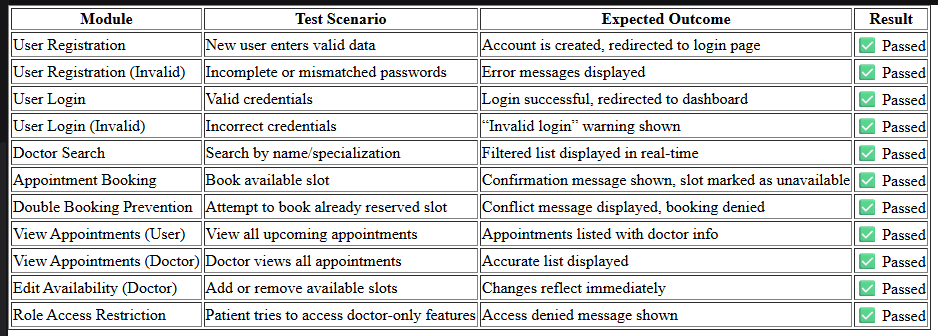 Module Test Scenario Expected Outcome Result
User Registration New user enters valid data Account is created, redirected to login page ✅ Passed
User Registration (Invalid) Incomplete or mismatched passwords Error messages displayed ✅ Passed
User Login Valid credentials Login successful, redirected to dashboard ✅ Passed
User Login (Invalid) Incorrect credentials “Invalid login” warning shown ✅ Passed
Doctor Search Search by name/specialization Filtered list displayed in real-time ✅ Passed
Appointment Booking Book available slot Confirmation message shown, slot marked as unavailable ✅ Passed
Double Booking Prevention Attempt to book already reserved slot Conflict message displayed, booking denied ✅ Passed
View Appointments (User) View all upcoming appointments Appointments listed with doctor info ✅ Passed
View Appointments (Doctor) Doctor views all appointments Accurate list displayed ✅ Passed
Edit Availability (Doctor) Add or remove available slots Changes reflect immediately ✅ Passed
Role Access Restriction Patient tries to access doctor-only features Access denied message shown ✅ Passed